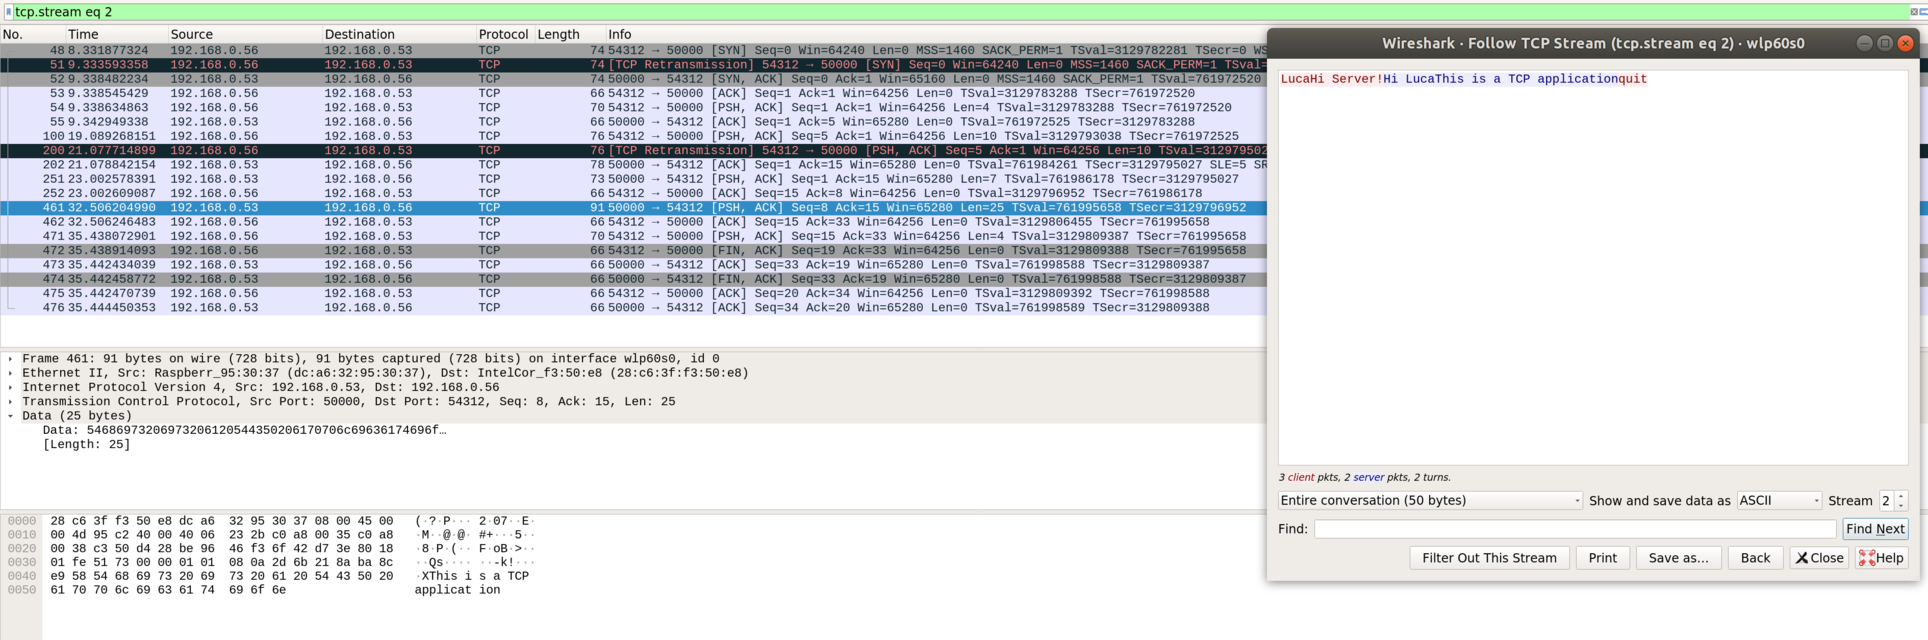 tcp.stream eq 2
No. Time Source Destination Protocol Length Info
48 8.331877324 192.168.0.56 192.168.0.53 TCP 74 54312 → 50000 [SYN] Seq=0 Win=64240 Len=0 MSS=1460 SACK_PERM=1 TSval=3129782281 TSecr=0 WS
51 9.333593358 192.168.0.56 192.168.0.53 TCP 74 [TCP Retransmission] 54312 → 50000 [SYN] Seq=0 Win=64240 Len=0 MSS=1460 SACK_PERM=1 TSval=
52 9.338482234 192.168.0.53 192.168.0.56 TCP 74 50000 → 54312 [SYN, ACK] Seq=0 Ack=1 Win=65160 Len=0 MSS=1460 SACK_PERM=1 TSval=761972520
53 9.338545429 192.168.0.56 192.168.0.53 TCP 66 54312 → 50000 [ACK] Seq=1 Ack=1 Win=64256 Len=0 TSval=3129783288 TSecr=761972520
54 9.338634863 192.168.0.56 192.168.0.53 TCP 70 54312 → 50000 [PSH, ACK] Seq=1 Ack=1 Win=64256 Len=4 TSval=3129783288 TSecr=761972520
55 9.342949338 192.168.0.53 192.168.0.56 TCP 66 50000 → 54312 [ACK] Seq=1 Ack=5 Win=65280 Len=0 TSval=761972525 TSecr=3129783288
100 19.089268151 192.168.0.56 192.168.0.53 TCP 76 54312 → 50000 [PSH, ACK] Seq=5 Ack=1 Win=64256 Len=10 TSval=3129793038 TSecr=761972525
200 21.077714899 192.168.0.56 192.168.0.53 TCP 76 [TCP Retransmission] 54312 → 50000 [PSH, ACK] Seq=5 Ack=1 Win=64256 Len=10 TSval=312979502
202 21.078842154 192.168.0.53 192.168.0.56 TCP 78 50000 → 54312 [ACK] Seq=1 Ack=15 Win=65280 Len=0 TSval=761984261 TSecr=3129795027 SLE=5 SR
251 23.002578391 192.168.0.53 192.168.0.56 TCP 73 50000 → 54312 [PSH, ACK] Seq=1 Ack=15 Win=65280 Len=7 TSval=761986178 TSecr=3129795027
252 23.002609087 192.168.0.56 192.168.0.53 TCP 66 54312 → 50000 [ACK] Seq=15 Ack=8 Win=64256 Len=0 TSval=3129796952 TSecr=761986178
461 32.506204990 192.168.0.53 192.168.0.56 TCP 91 50000 → 54312 [PSH, ACK] Seq=8 Ack=15 Win=65280 Len=25 TSval=761995658 TSecr=3129796952
462 32.506246483 192.168.0.56 192.168.0.53 TCP 66 54312 → 50000 [ACK] Seq=15 Ack=33 Win=64256 Len=0 TSval=3129806455 TSecr=761995658
471 35.438072901 192.168.0.56 192.168.0.53 TCP 70 54312 → 50000 [PSH, ACK] Seq=15 Ack=33 Win=64256 Len=4 TSval=3129809387 TSecr=761995658
472 35.438914093 192.168.0.56 192.168.0.53 TCP 66 54312 → 50000 [FIN, ACK] Seq=19 Ack=33 Win=64256 Len=0 TSval=3129809388 TSecr=761995658
473 35.442434039 192.168.0.53 192.168.0.56 TCP 66 50000 → 54312 [ACK] Seq=33 Ack=19 Win=65280 Len=0 TSval=761998588 TSecr=3129809387
474 35.442458772 192.168.0.53 192.168.0.56 TCP 66 50000 → 54312 [FIN, ACK] Seq=33 Ack=19 Win=65280 Len=0 TSval=761998588 TSecr=3129809387
475 35.442470739 192.168.0.56 192.168.0.53 TCP 66 54312 → 50000 [ACK] Seq=20 Ack=34 Win=64256 Len=0 TSval=3129809392 TSecr=761998588
476 35.444450353 192.168.0.53 192.168.0.56 TCP 66 50000 → 54312 [ACK] Seq=34 Ack=20 Win=65280 Len=0 TSval=761998589 TSecr=3129809388
Frame 461: 91 bytes on wire (728 bits), 91 bytes captured (728 bits) on interface wlp60s0, id 0
Ethernet II, Src: Raspberr_95:30:37 (dc:a6:32:95:30:37), Dst: IntelCor_f3:50:e8 (28:c6:3f:f3:50:e8)
Internet Protocol Version 4, Src: 192.168.0.53, Dst: 192.168.0.56
Transmission Control Protocol, Src Port: 50000, Dst Port: 54312, Seq: 8, Ack: 15, Len: 25
Data (25 bytes)
Data: 546869732069732061205443502061706c69636174696f…
[Length: 25]
0000 28 c6 3f f3 50 e8 dc a6 32 95 30 37 08 00 45 00 (·?·P··· 2·07··E·
0010 00 4d 95 c2 40 00 40 06 23 2b c0 a8 00 35 c0 a8 ·M··@·@· #+···5··
0020 00 38 c3 50 d4 28 be 96 46 f3 6f 42 d7 3e 80 18 ·8·P·(·· F·oB·>··
0030 01 fe 51 73 00 00 01 01 08 0a 2d 6b 21 8a ba 8c ··Qs···· ··-k!···
0040 e9 58 54 68 69 73 20 69 73 20 61 20 54 43 50 20 ·XThis i s a TCP
0050 61 70 70 6c 69 63 61 74 69 6f 6e applicat ion
Wireshark · Follow TCP Stream (tcp.stream eq 2) · wlp60s0
LucaHi Server!Hi LucaThis is a TCP applicationquit
3 client pkts, 2 server pkts, 2 turns.
Entire conversation (50 bytes) Show and save data as ASCII Stream 2
Find: Find Next
Filter Out This Stream Print Save as… Back Close Help